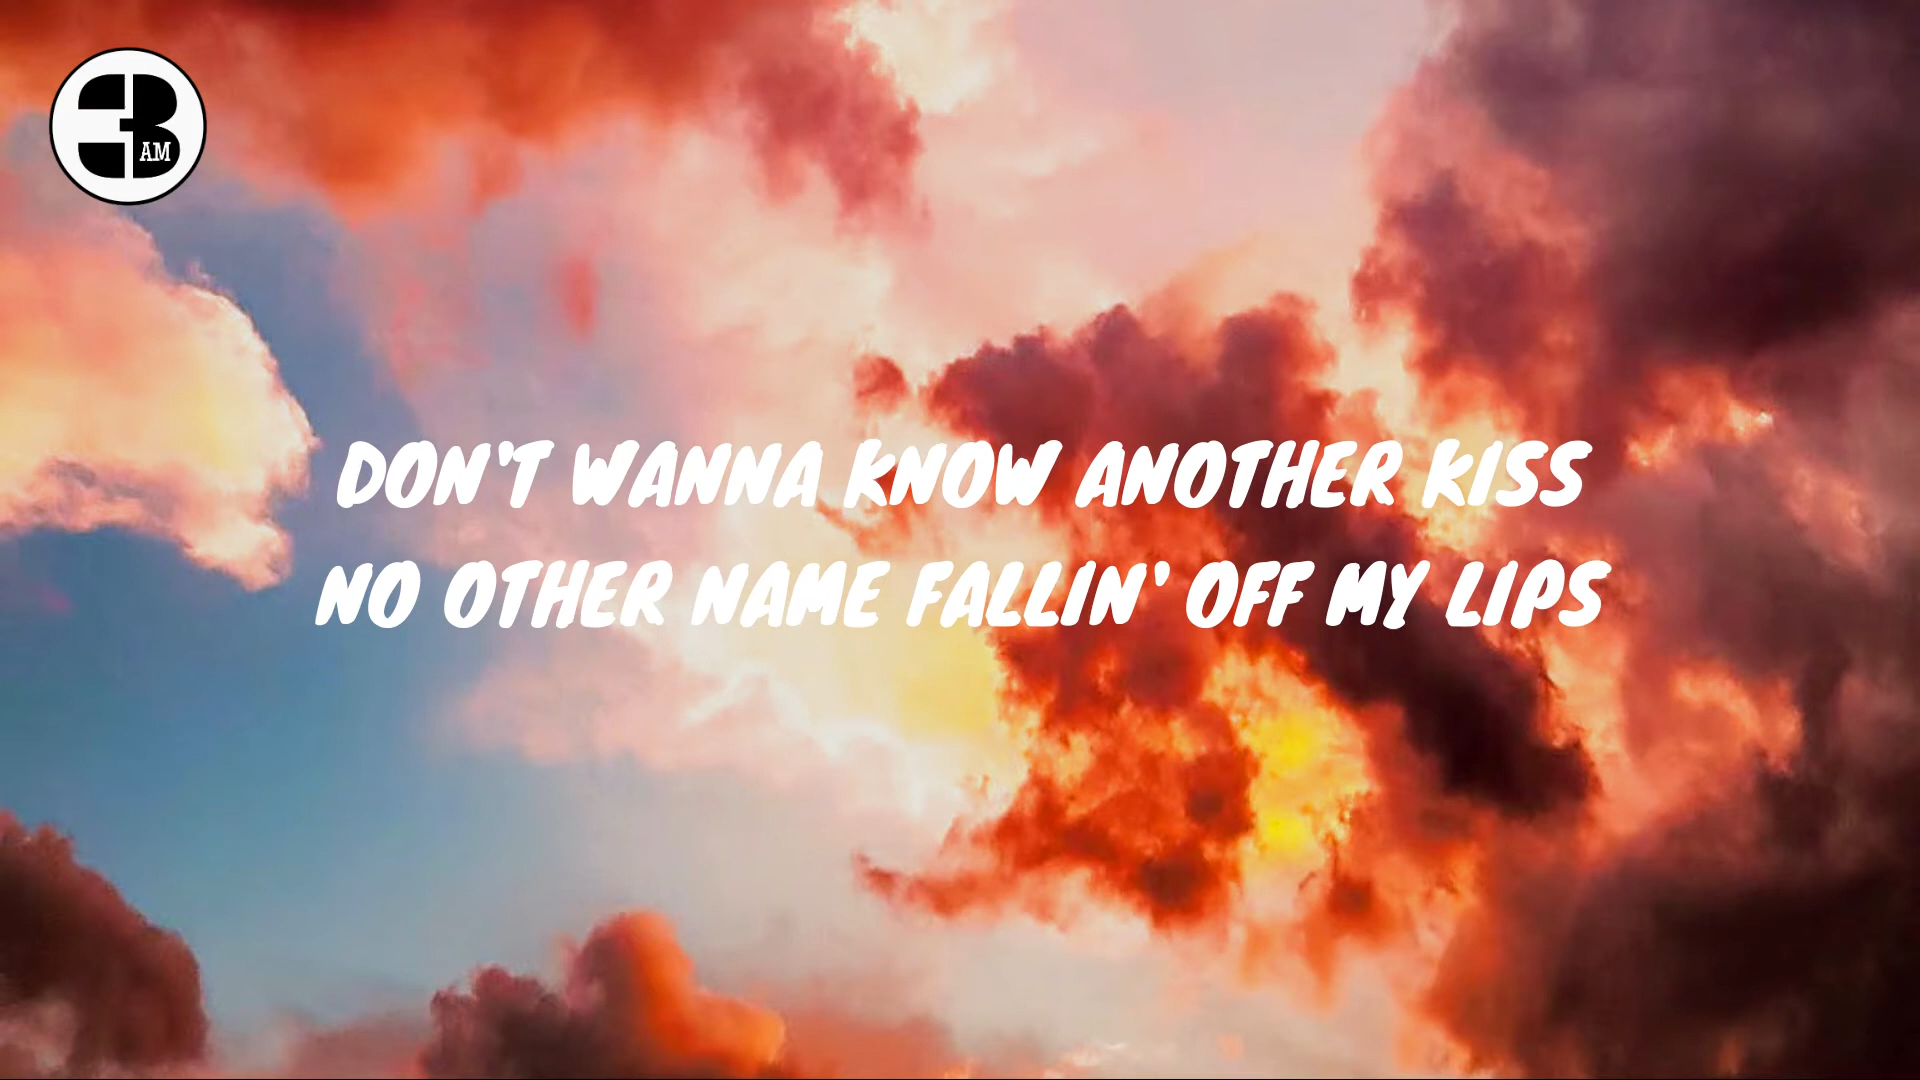 3
AM
DON'T WANNA KNOW ANOTHER KISS
NO OTHER NAME FALLIN' OFF MY LIPS